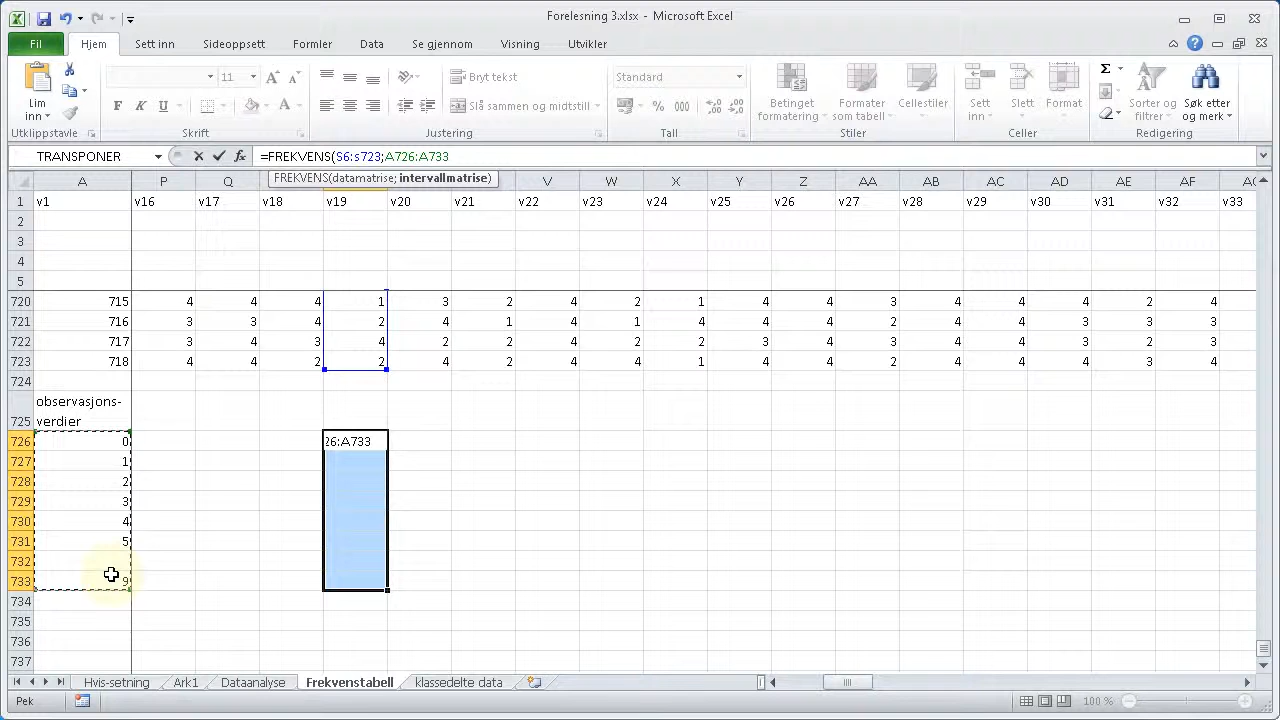 Forelesning 3.xlsx - Microsoft Excel
Fil Hjem Sett inn Sideoppsett Formler Data Se gjennom Visning Utvikler
Lim inn
11
Bryt tekst
Slå sammen og midtstill
Standard
Betinget formatering
Formater som tabell
Cellestiler
Sett inn
Slett
Format
Sorter og filtrer
Søk etter og merk
Utklippstavle Skrift Justering Tall Stiler Celler Redigering
TRANSPONER =FREKVENS(S6:s723;A726:A733
FREKVENS(datamatrise; intervallmatrise)
A P Q V W X Y Z AA AB AC AD AE AF AG
1 v1 v16 v17 v18 v19 v20 v21 v22 v23 v24 v25 v26 v27 v28 v29 v30 v31 v32 v33
2
3
4
5
720 715 4 4 4 1 3 2 4 2 1 4 4 3 4 4 4 2 4
721 716 3 3 4 2 4 1 4 1 4 4 4 2 4 4 3 3 3
722 717 3 4 3 4 2 2 4 2 2 3 4 3 4 4 3 2 4
723 718 4 4 2 2 4 2 4 4 1 4 4 2 4 4 4 3 4
724
observasjons-
725 verdier
726 0 26:A733
727 1
728 2
729 3
730 4
731 5
732
733 9
734
735
736
737
Hvis-setning Ark1 Dataanalyse Frekvenstabell klassedelte data
Pek 100 %